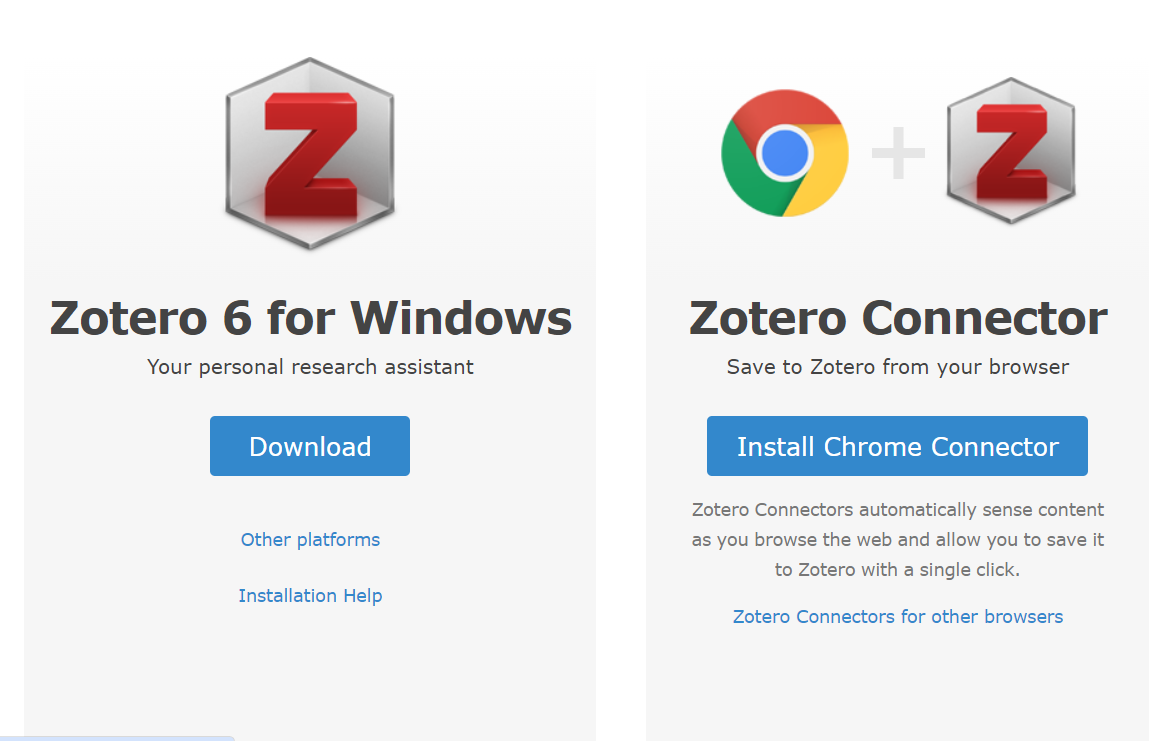 Z
Z
Zotero 6 for Windows
Your personal research assistant
Download
Other platforms
Installation Help
Zotero Connector
Save to Zotero from your browser
Install Chrome Connector
Zotero Connectors automatically sense content
as you browse the web and allow you to save it
to Zotero with a single click.
Zotero Connectors for other browsers